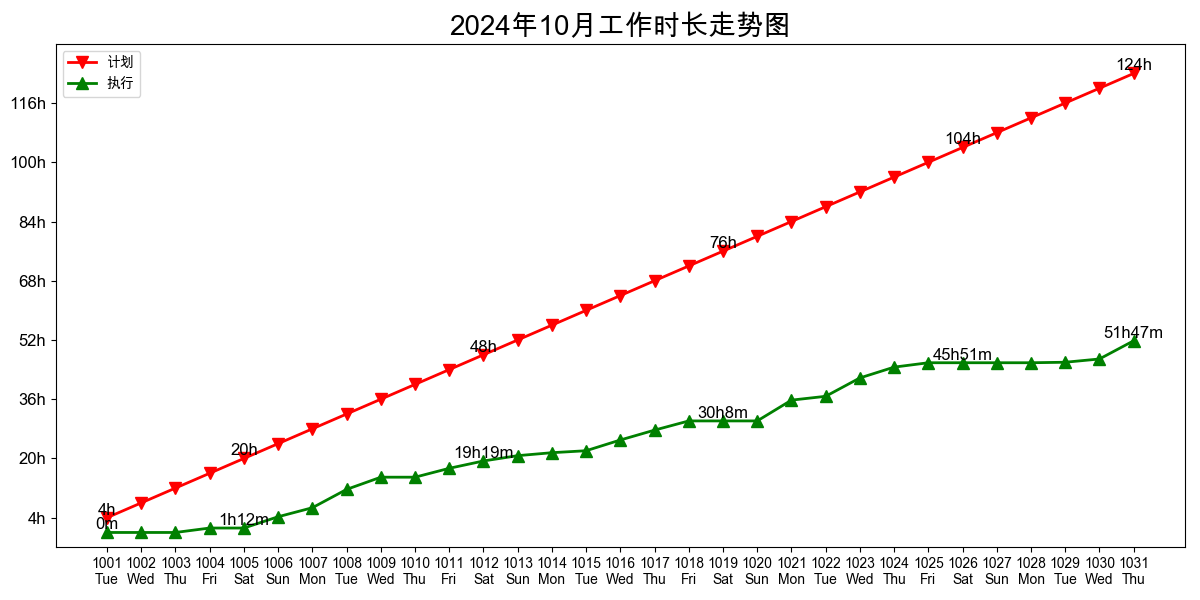 2024年10月工作时长走势图
计划
执行
116h
100h
84h
68h
52h
36h
20h
4h
124h
104h
76h
48h
20h
4h
0m
1h12m
19h19m
30h8m
45h51m
51h47m
1001 1002 1003 1004 1005 1006 1007 1008 1009 1010 1011 1012 1013 1014 1015 1016 1017 1018 1019 1020 1021 1022 1023 1024 1025 1026 1027 1028 1029 1030 1031
Tue Wed Thu Fri Sat Sun Mon Tue Wed Thu Fri Sat Sun Mon Tue Wed Thu Fri Sat Sun Mon Tue Wed Thu Fri Sat Sun Mon Tue Wed Thu